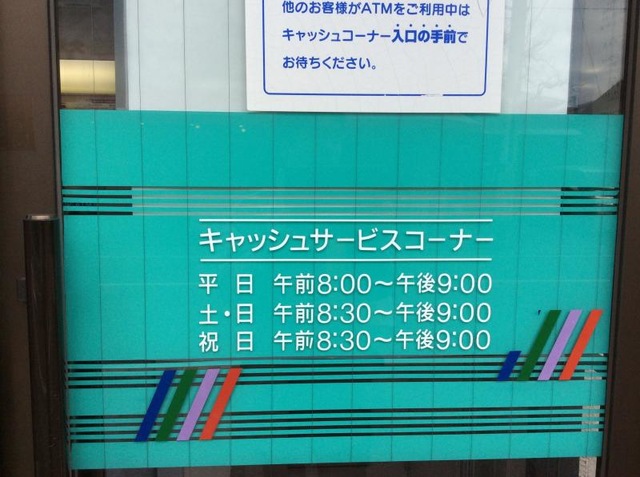 他のお客様がATMをご利用中は
キャッシュコーナー入口の手前で
お待ちください。
キャッシュサービスコーナー
平 日 午前8:00〜午後9:00
土・日 午前8:30〜午後9:00
祝 日 午前8:30〜午後9:00